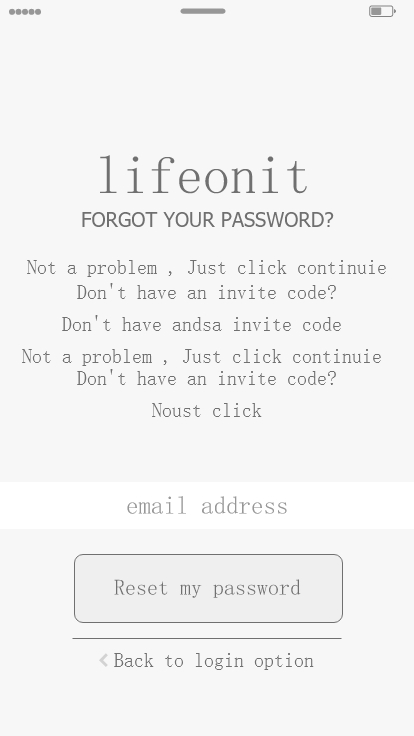 lifeonit
FORGOT YOUR PASSWORD?
Not a problem , Just click continuie
Don't have an invite code?
Don't have andsa invite code
Not a problem , Just click continuie
Don't have an invite code?
Noust click
email address
Reset my password
Back to login option